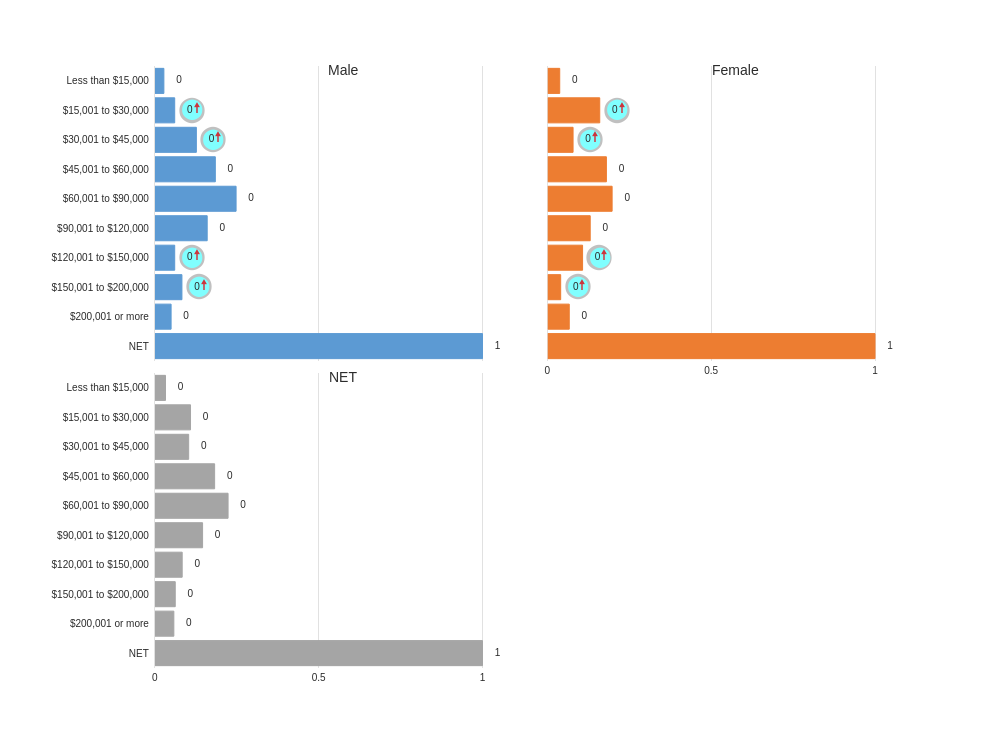 Male
Less than $15,000 0
$15,001 to $30,000 0
$30,001 to $45,000 0
$45,001 to $60,000 0
$60,001 to $90,000 0
$90,001 to $120,000 0
$120,001 to $150,000 0
$150,001 to $200,000 0
$200,001 or more 0
NET 1
Female
0
0
0
0
0
0
0
0
0
1
0 0.5 1
NET
Less than $15,000 0
$15,001 to $30,000 0
$30,001 to $45,000 0
$45,001 to $60,000 0
$60,001 to $90,000 0
$90,001 to $120,000 0
$120,001 to $150,000 0
$150,001 to $200,000 0
$200,001 or more 0
NET 1
0 0.5 1